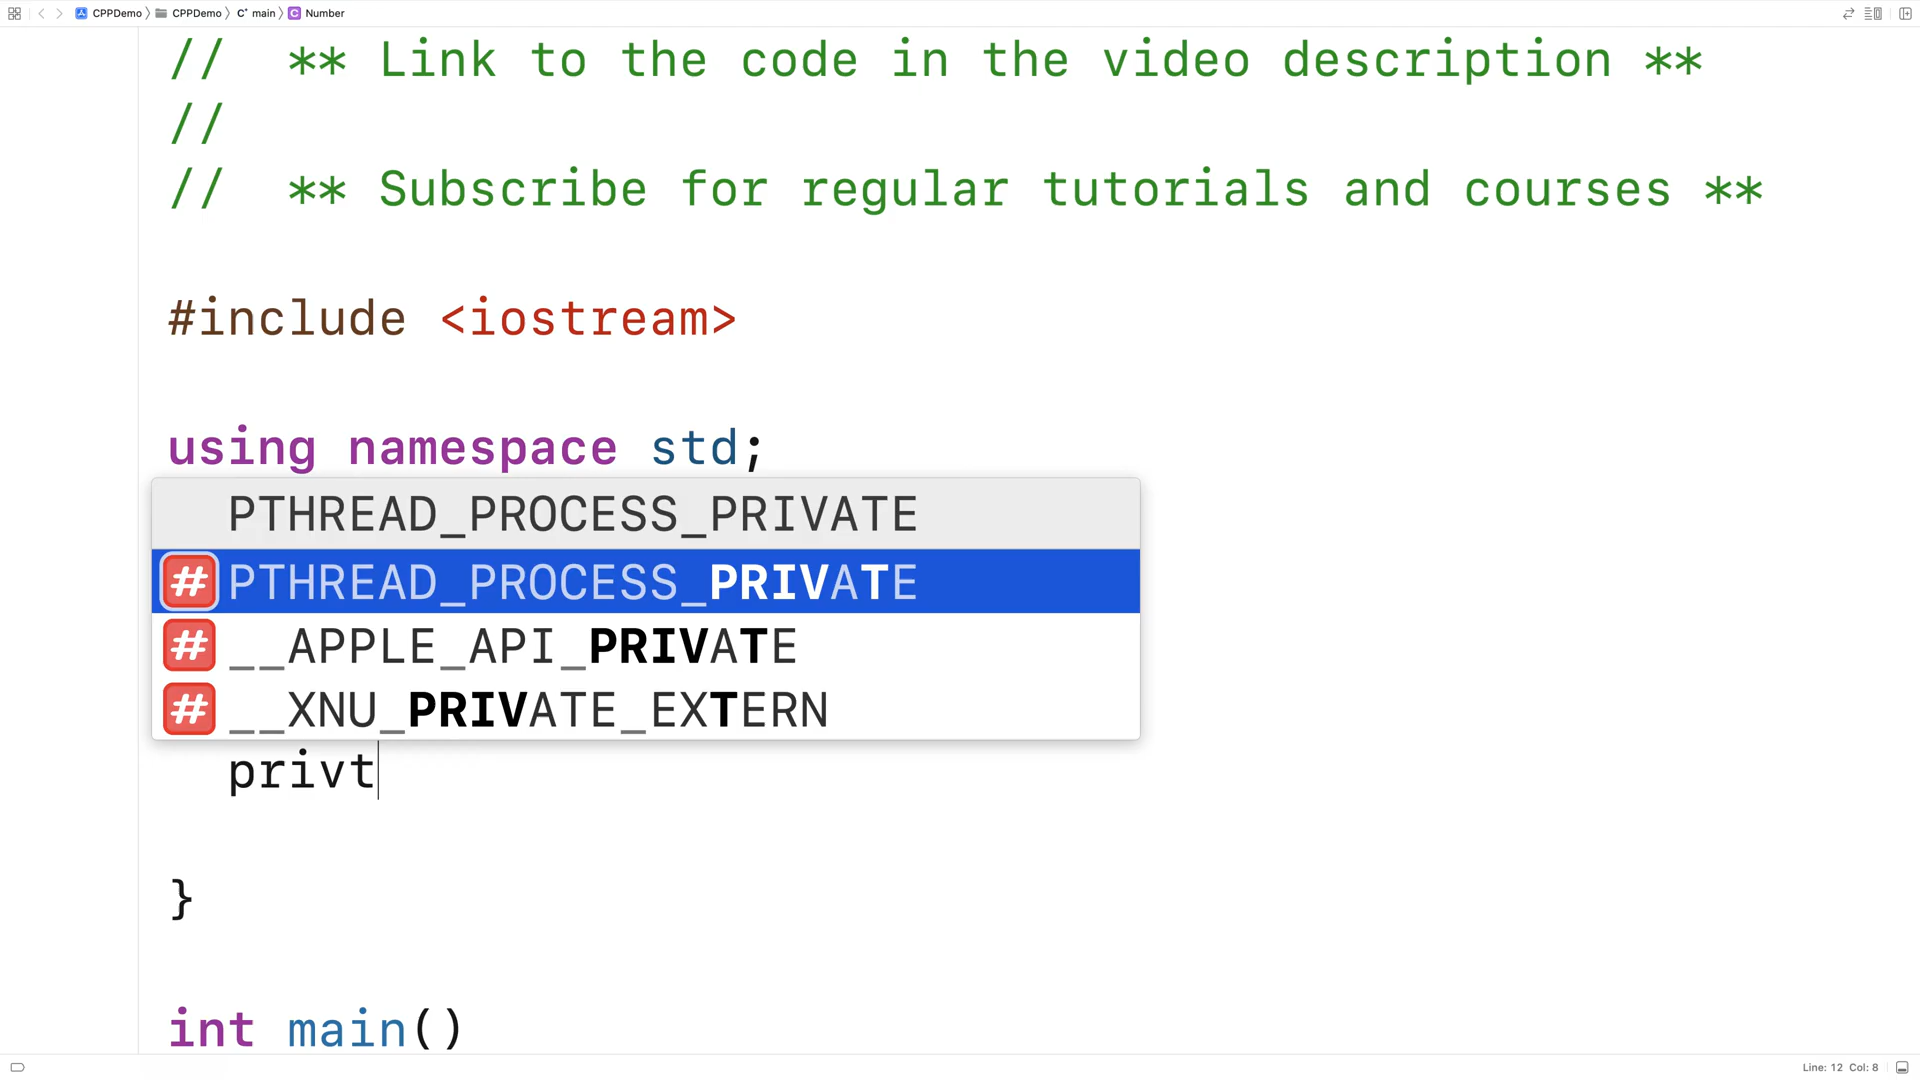 CPPDemo CPPDemo C+ main C Number
// ** Link to the code in the video description **
//
// ** Subscribe for regular tutorials and courses **
#include <iostream>
using namespace std;
PTHREAD_PROCESS_PRIVATE
# PTHREAD_PROCESS_PRIVATE
# __APPLE_API_PRIVATE
# __XNU_PRIVATE_EXTERN
privt
}
int main()
Line: 12 Col: 8